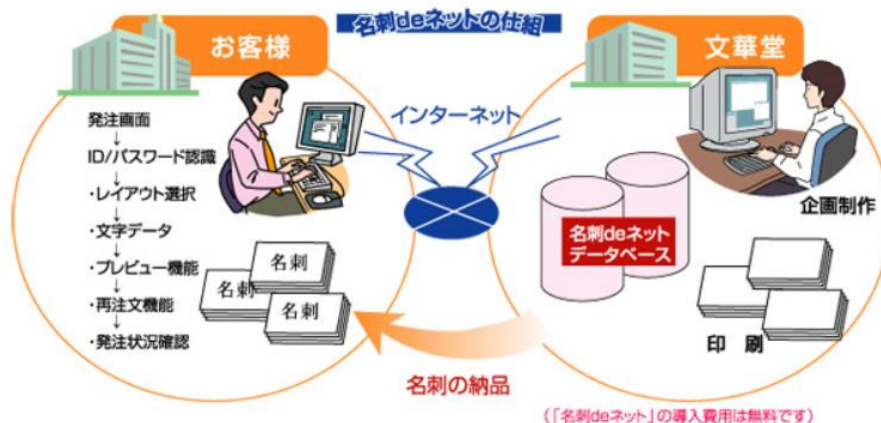 名刺deネットの仕組
お客様
文華堂
インターネット
発注画面
↓
ID/パスワード認識
↓
・レイアウト選択
↓
・文字データ
↓
・プレビュー機能
↓
・再注文機能
↓
・発注状況確認
名刺
名刺
名刺
企画制作
名刺deネット
データベース
印 刷
名刺の納品
(「名刺deネット」の導入費用は無料です)